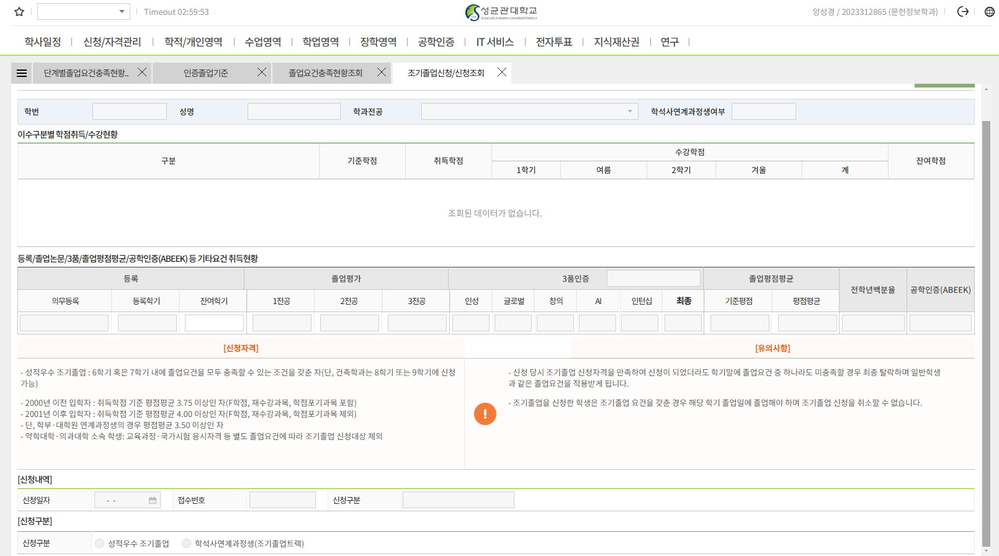 Timeout 02:59:53
성균관대학교
SUNGKYUNKWAN UNIVERSITY(SKKU)
양성경 / 2023312865 (문헌정보학과)
학사일정
신청/자격관리
학적/개인영역
수업영역
학업영역
장학영역
공학인증
IT 서비스
전자투표
지식재산권
연구
단계별졸업요건충족현황..
인증졸업기준
졸업요건충족현황조회
조기졸업신청/신청조회
학번
성명
학과전공
학석사연계과정생여부
이수구분별 학점취득/수강현황
구분
기준학점
취득학점
수강학점
잔여학점
1학기
여름
2학기
겨울
계
조회된 데이터가 없습니다.
등록/졸업논문/3품/졸업평점평균/공학인증(ABEEK) 등 기타요건 취득현황
등록
졸업평가
3품인증
졸업평점평균
전학년백분율
공학인증(ABEEK)
의무등록
등록학기
잔여학기
1전공
2전공
3전공
인성
글로벌
창의
AI
인턴십
최종
기준평점
평점평균
[신청자격]
- 성적우수 조기졸업 : 6학기 혹은 7학기 내에 졸업요건을 모두 충족할 수 있는 조건을 갖춘 자(단, 건축학과는 8학기 또는 9학기에 신청
가능)
- 2000년 이전 입학자 : 취득학점 기준 평점평균 3.75 이상인 자(F학점, 재수강과목, 학점포기과목 포함)
- 2001년 이후 입학자 : 취득학점 기준 평점평균 4.00 이상인 자(F학점, 재수강과목, 학점포기과목 제외)
- 단, 학부·대학원 연계과정생의 경우 평점평균 3.50 이상인 자
- 약학대학·의과대학 소속 학생: 교육과정·국가시험 응시자격 등 별도 졸업요건에 따라 조기졸업 신청대상 제외
[유의사항]
- 신청 당시 조기졸업 신청자격을 만족하여 신청이 되었더라도 학기말에 졸업요건 중 하나라도 미충족할 경우 최종 탈락하며 일반학생
과 같은 졸업요건을 적용받게 됩니다.
- 조기졸업을 신청한 학생은 조기졸업 요건을 갖춘 경우 해당 학기 졸업일에 졸업해야 하며 조기졸업 신청을 취소할 수 없습니다.
[신청내역]
신청일자
- -
접수번호
신청구분
[신청구분]
신청구분
성적우수 조기졸업
학석사연계과정생(조기졸업트랙)